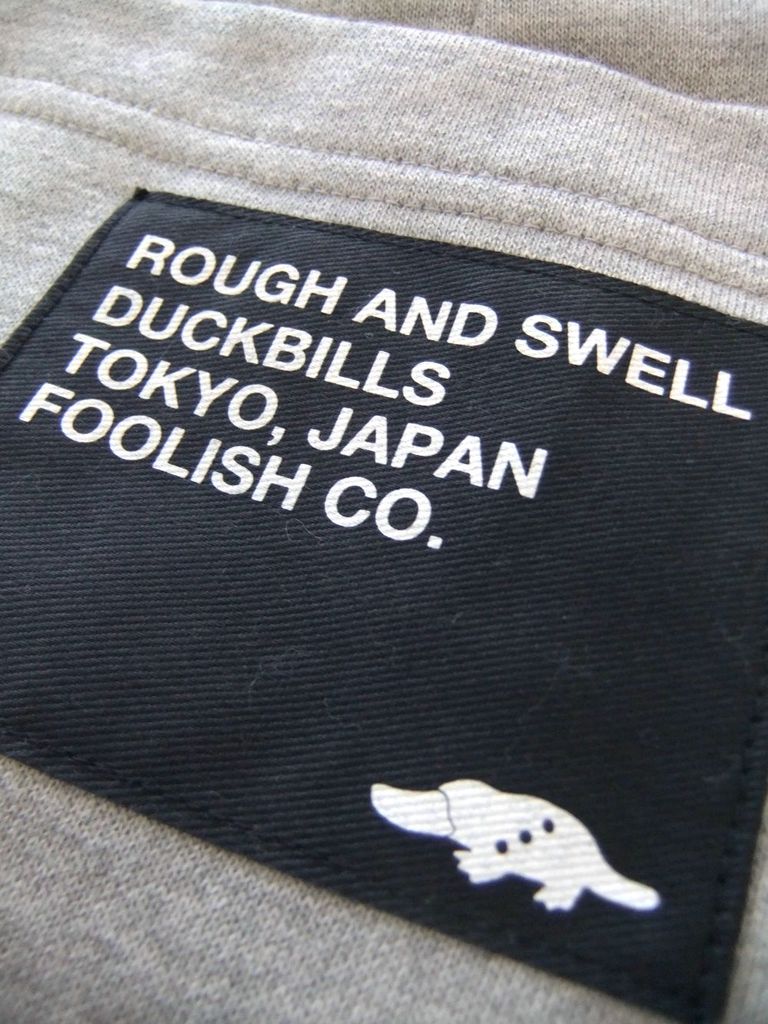 ROUGH AND SWELL
DUCKBILLS
TOKYO, JAPAN
FOOLISH CO.